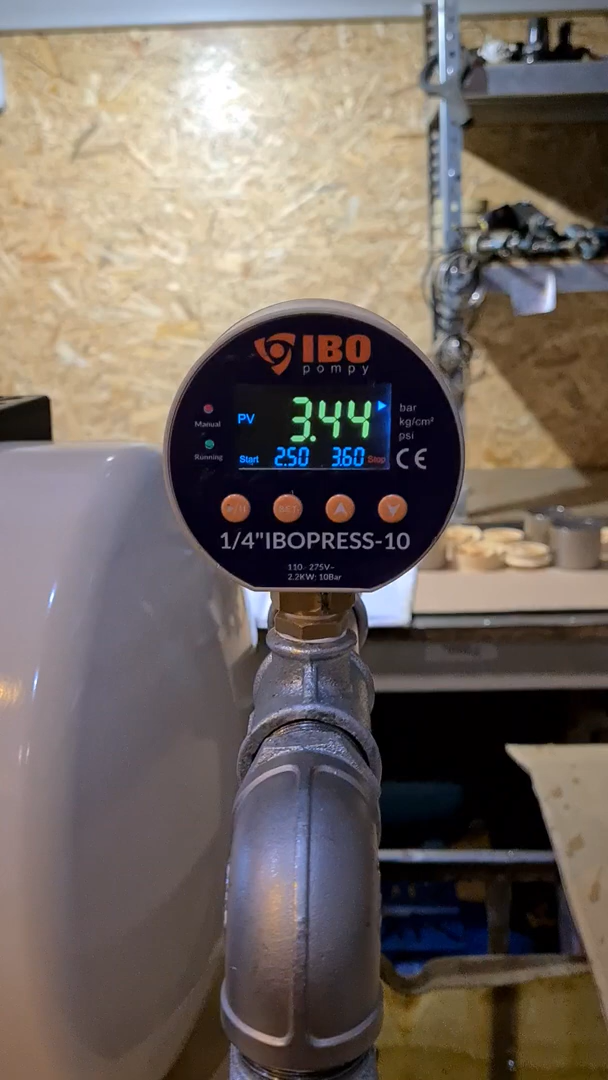 IBO
pompy
PV 3.44
bar
kg/cm²
psi
Manual
Running
Start 2.50 3.60 Stop
CE
SET
1/4"IBOPRESS-10
110- 275V~
2.2KW; 10Bar